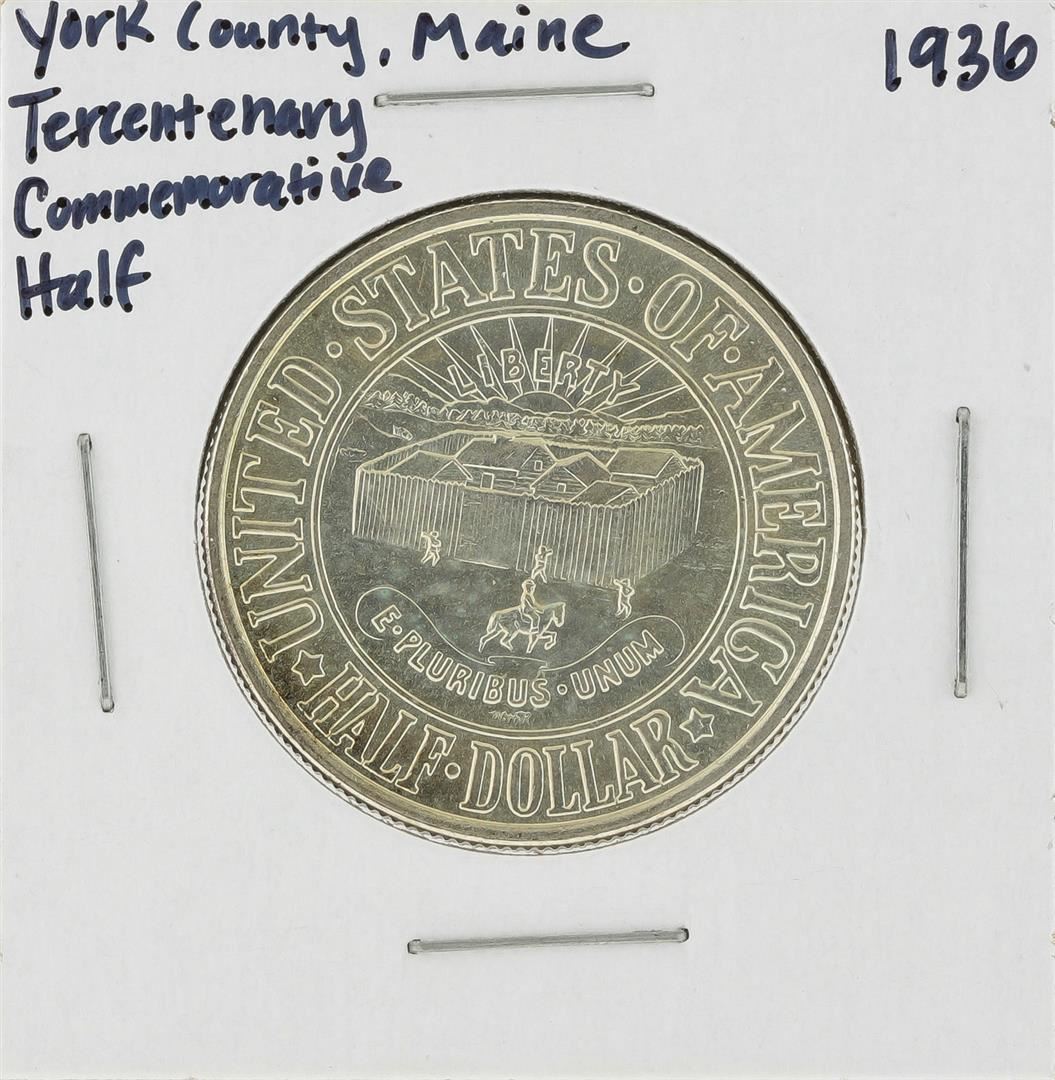 York County, Maine
1936
Tercentenary
Commemorative
Half
UNITED·STATES·OF·AMERICA
LIBERTY
E·PLURIBUS·UNUM
HALF·DOLLAR